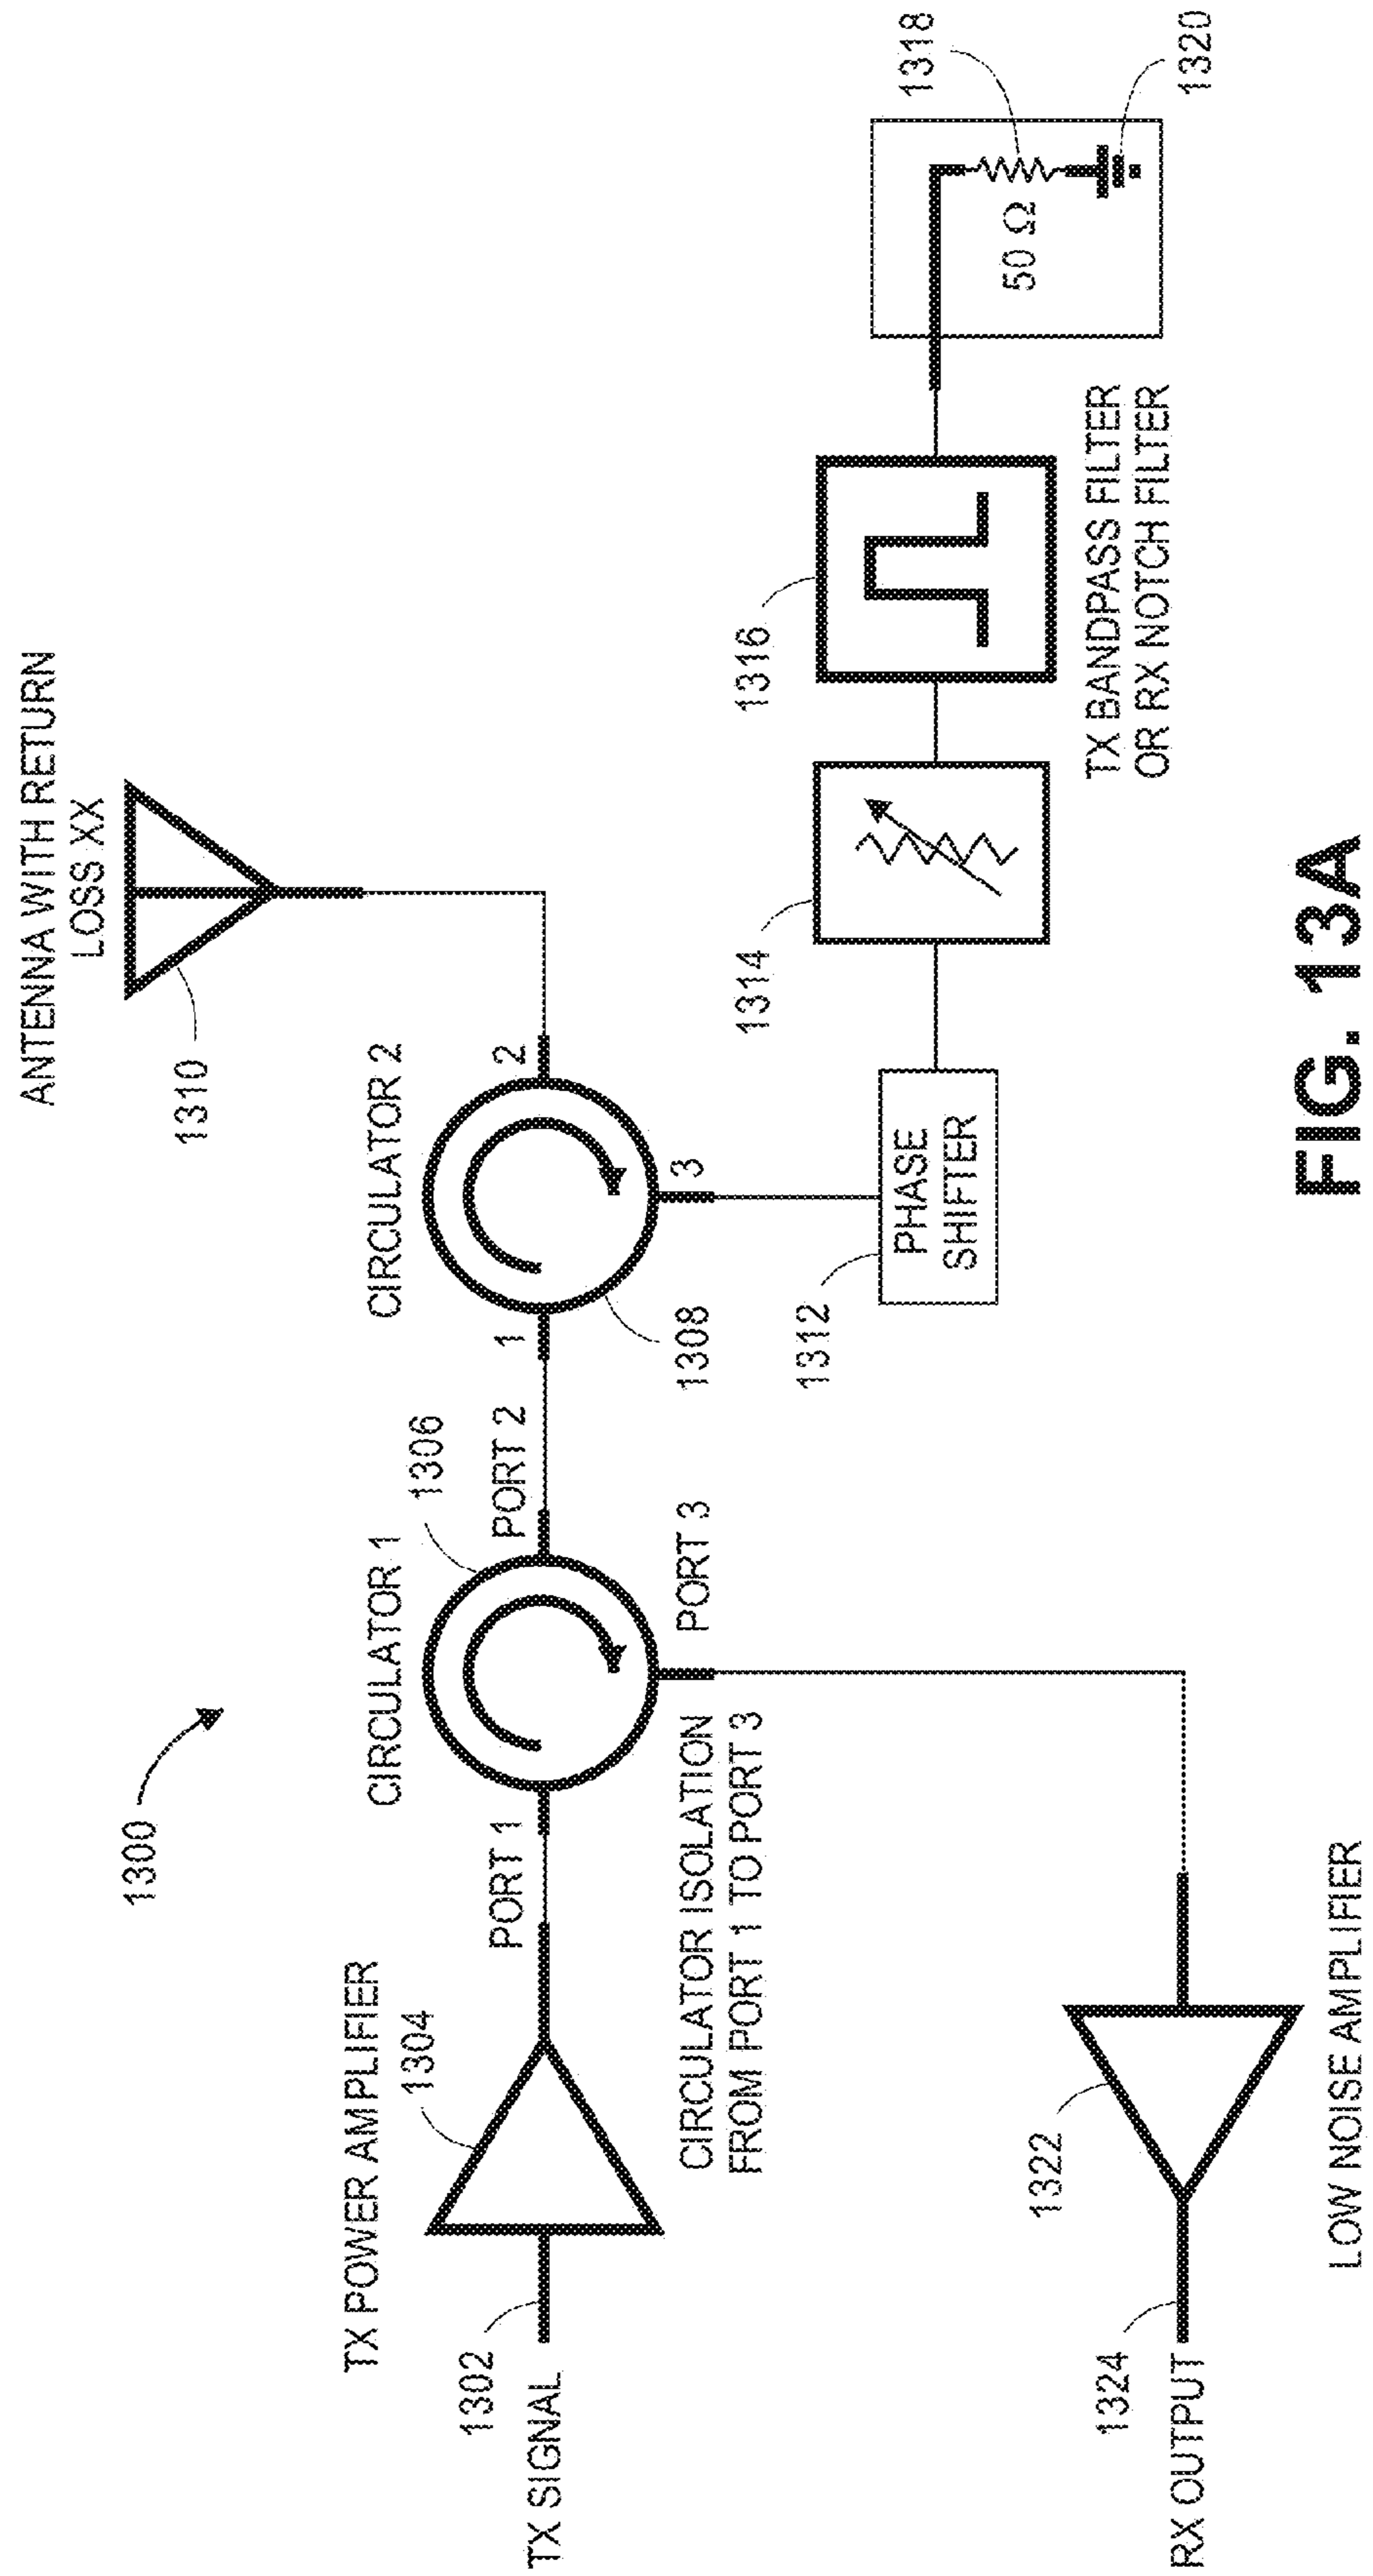 1300
ANTENNA WITH RETURN
LOSS XX
1310
TX POWER AMPLIFIER
1304
CIRCULATOR 1
1306
CIRCULATOR 2
1302
TX SIGNAL
PORT 1
PORT 2
1
2
CIRCULATOR ISOLATION
FROM PORT 1 TO PORT 3
PORT 3
1308
3
1312
PHASE
SHIFTER
1314
1316
1318
50 Ω
1320
TX BANDPASS FILTER
OR RX NOTCH FILTER
1322
1324
RX OUTPUT
LOW NOISE AMPLIFIER
FIG. 13A